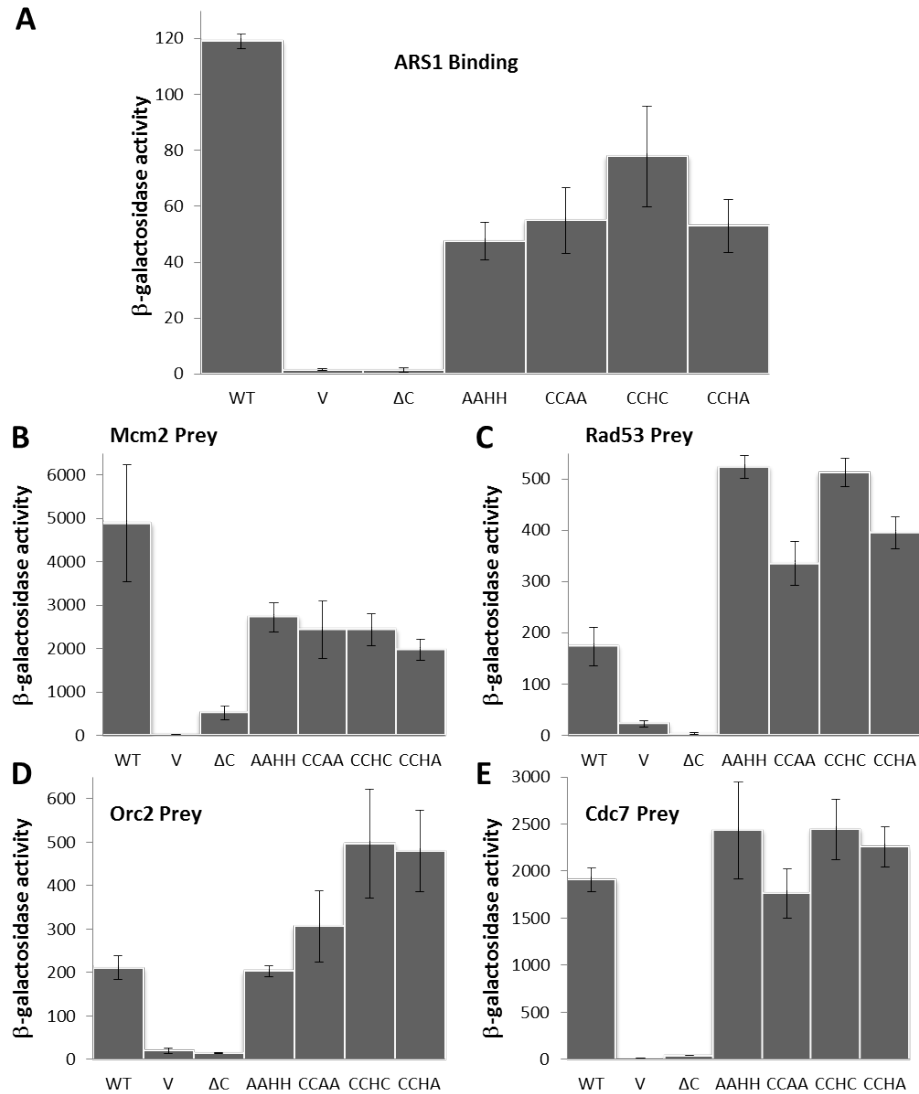 A
ARS1 Binding
β-galactosidase activity
120
100
80
60
40
20
0
WT V ΔC AAHH CCAA CCHC CCHA
B
Mcm2 Prey
β-galactosidase activity
6000
5000
4000
3000
2000
1000
0
WT V ΔC AAHH CCAA CCHC CCHA
C
Rad53 Prey
β-galactosidase activity
500
400
300
200
100
0
WT V ΔC AAHH CCAA CCHC CCHA
D
Orc2 Prey
β-galactosidase activity
600
500
400
300
200
100
0
WT V ΔC AAHH CCAA CCHC CCHA
E
Cdc7 Prey
β-galactosidase activity
3000
2500
2000
1500
1000
500
0
WT V ΔC AAHH CCAA CCHC CCHA